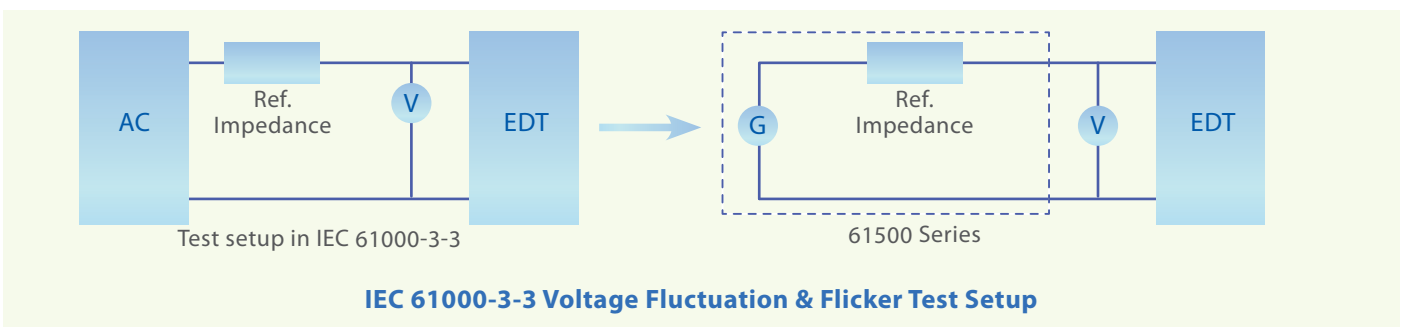 AC
Ref.
Impedance
V
EDT
Test setup in IEC 61000-3-3
G
Ref.
Impedance
V
EDT
61500 Series
IEC 61000-3-3 Voltage Fluctuation & Flicker Test Setup